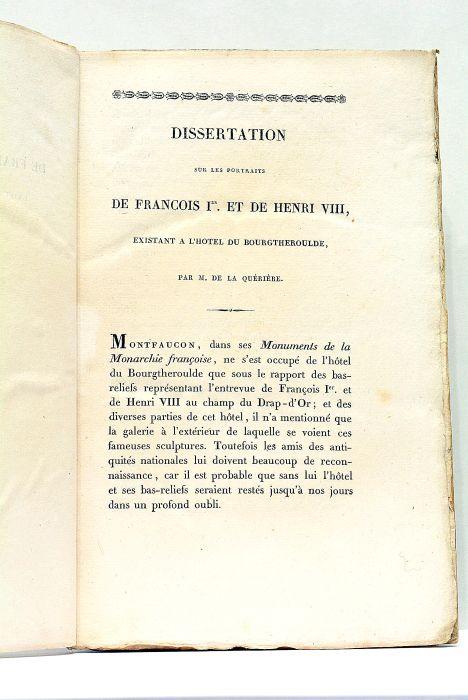 DISSERTATION
SUR LES PORTRAITS
DE FRANCOIS Ier. ET DE HENRI VIII,
EXISTANT A L'HOTEL DU BOURGTHEROULDE,
PAR M. DE LA QUÉRIÈRE.
MONTFAUCON, dans ses Monuments de la
Monarchie françoise, ne s'est occupé de l'hôtel
du Bourgtheroulde que sous le rapport des bas-
reliefs représentant l'entrevue de François Ier. et
de Henri VIII au champ du Drap-d'Or; et des
diverses parties de cet hôtel, il n'a mentionné que
la galerie à l'extérieur de laquelle se voient ces
fameuses sculptures. Toutefois les amis des anti-
quités nationales lui doivent beaucoup de recon-
naissance, car il est probable que sans lui l'hôtel
et ses bas-reliefs seraient restés jusqu'à nos jours
dans un profond oubli.